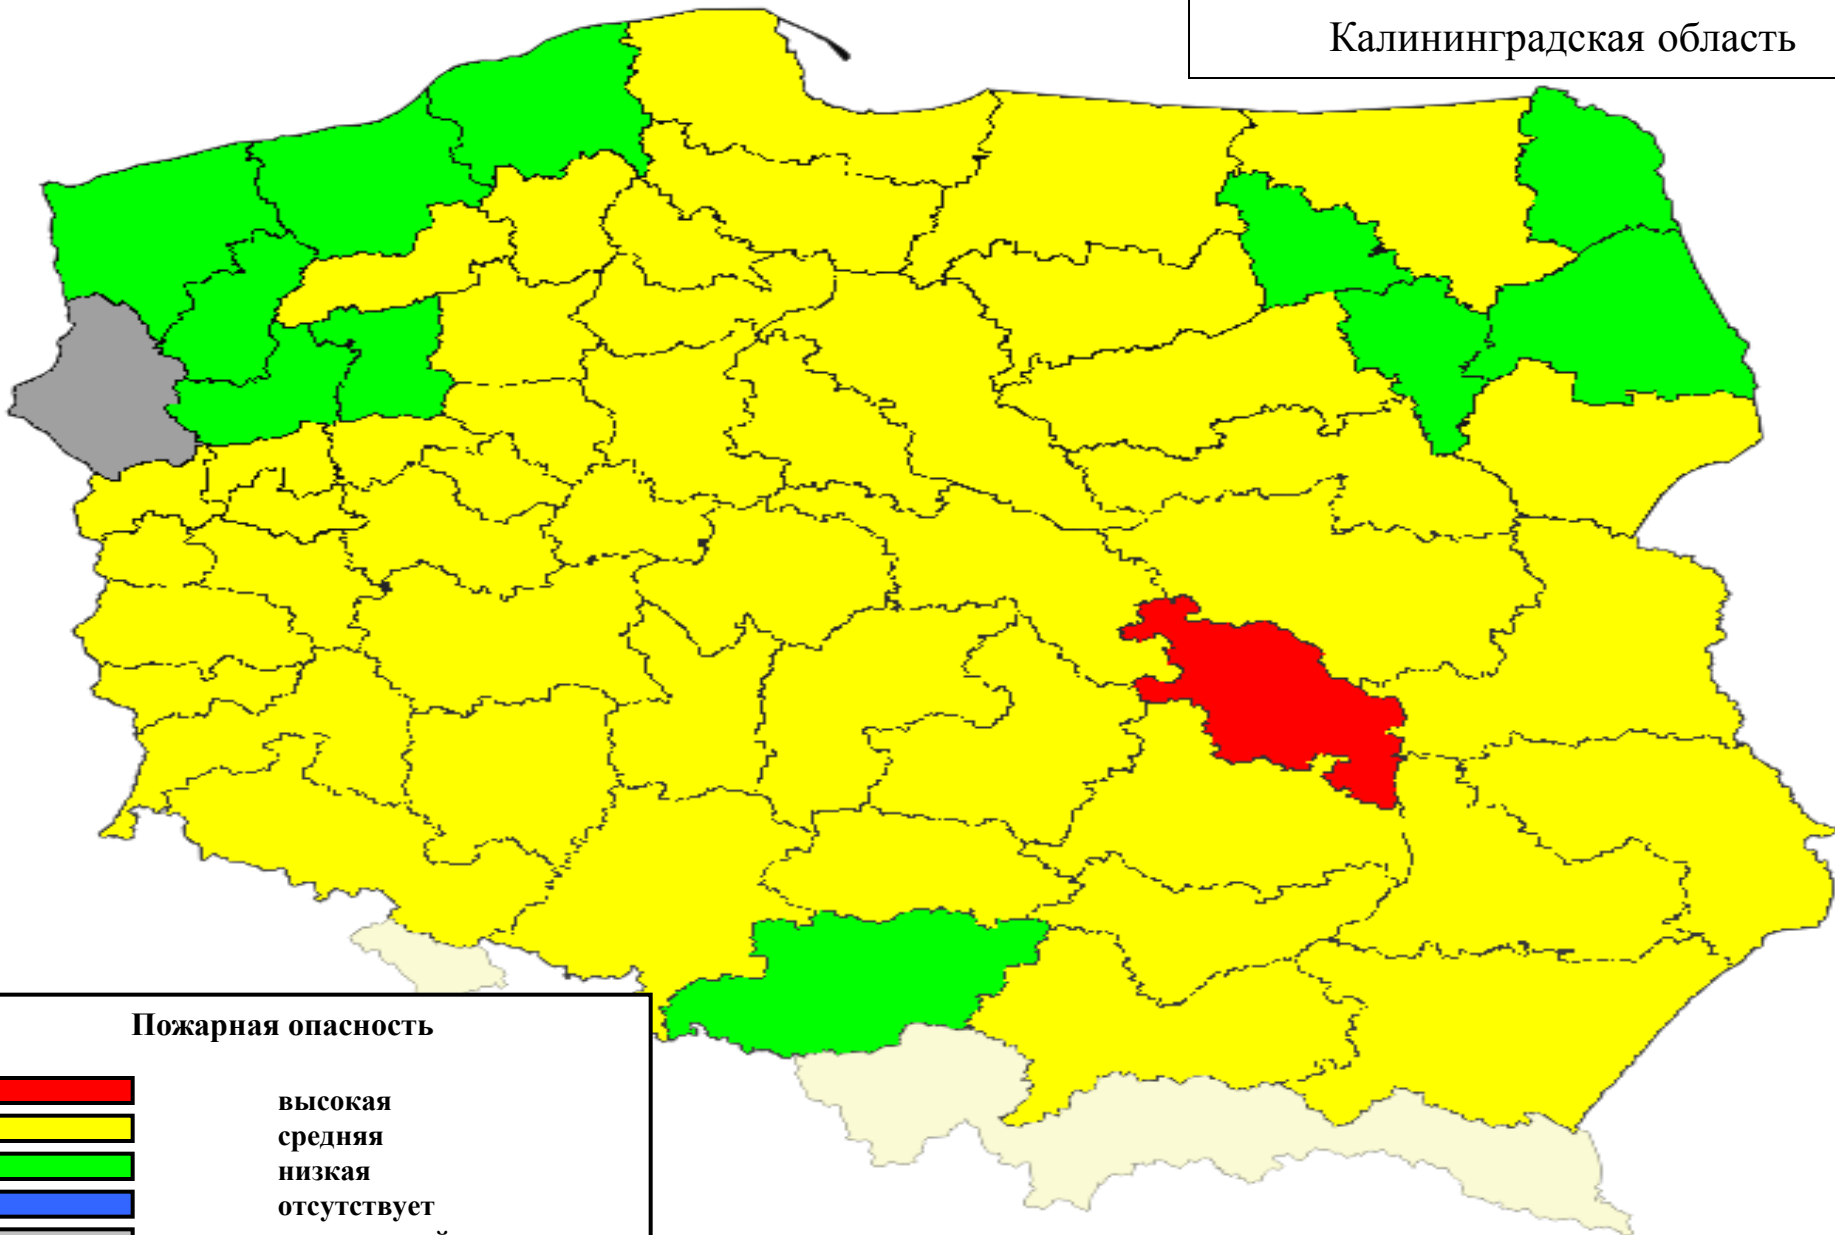 Калининградская область
Пожарная опасность
высокая
средняя
низкая
отсутствует